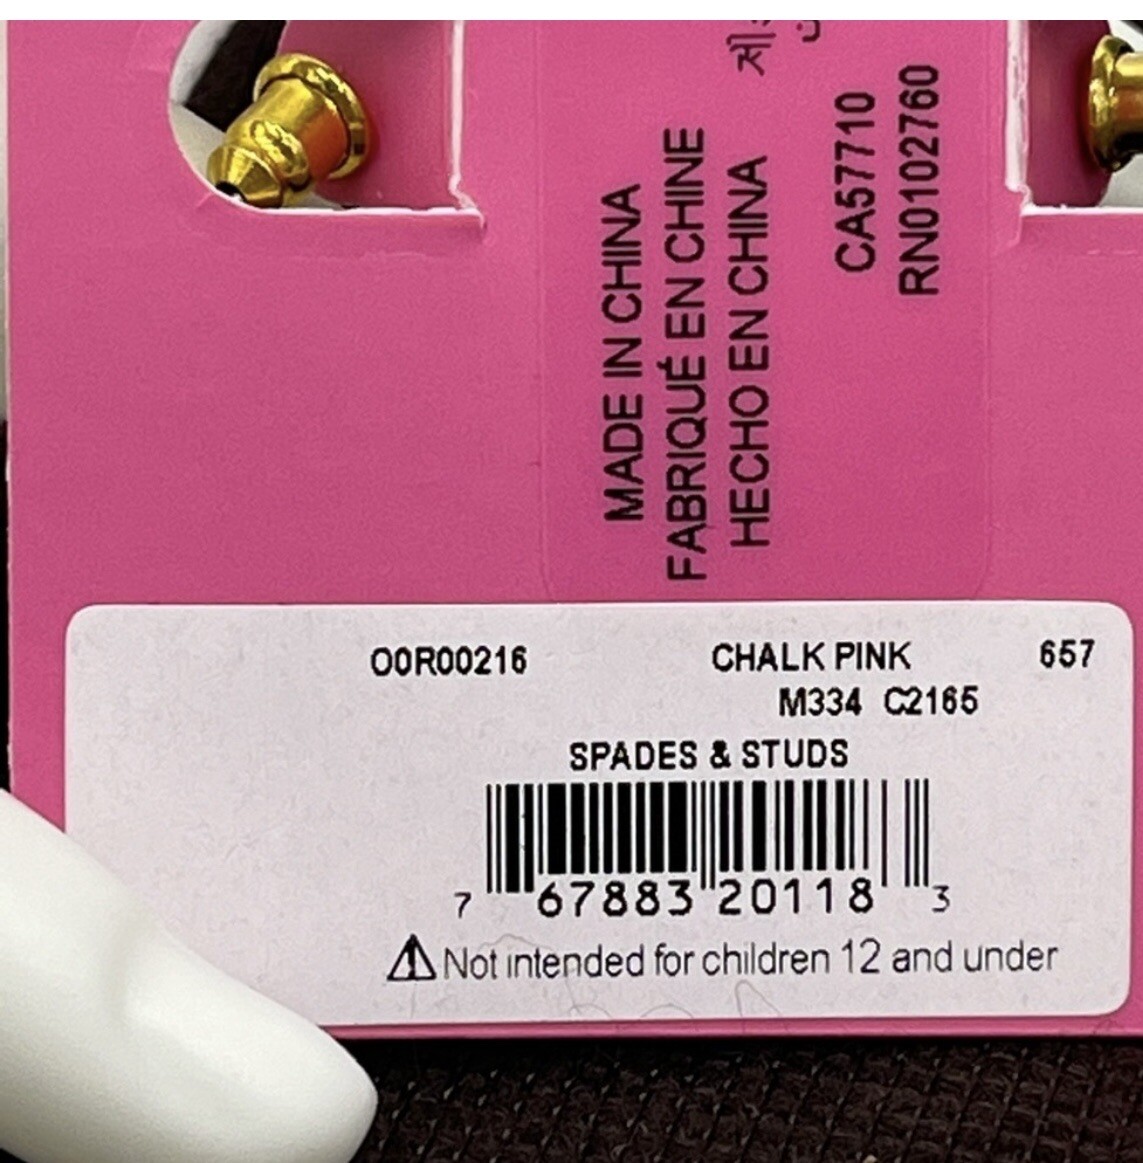 MADE IN CHINA
FABRIQUÉ EN CHINE
HECHO EN CHINA
CA57710
RN0102760
O0R00216 CHALK PINK 657
M334 C2165
SPADES & STUDS
7 67883 20118 3
⚠ Not intended for children 12 and under